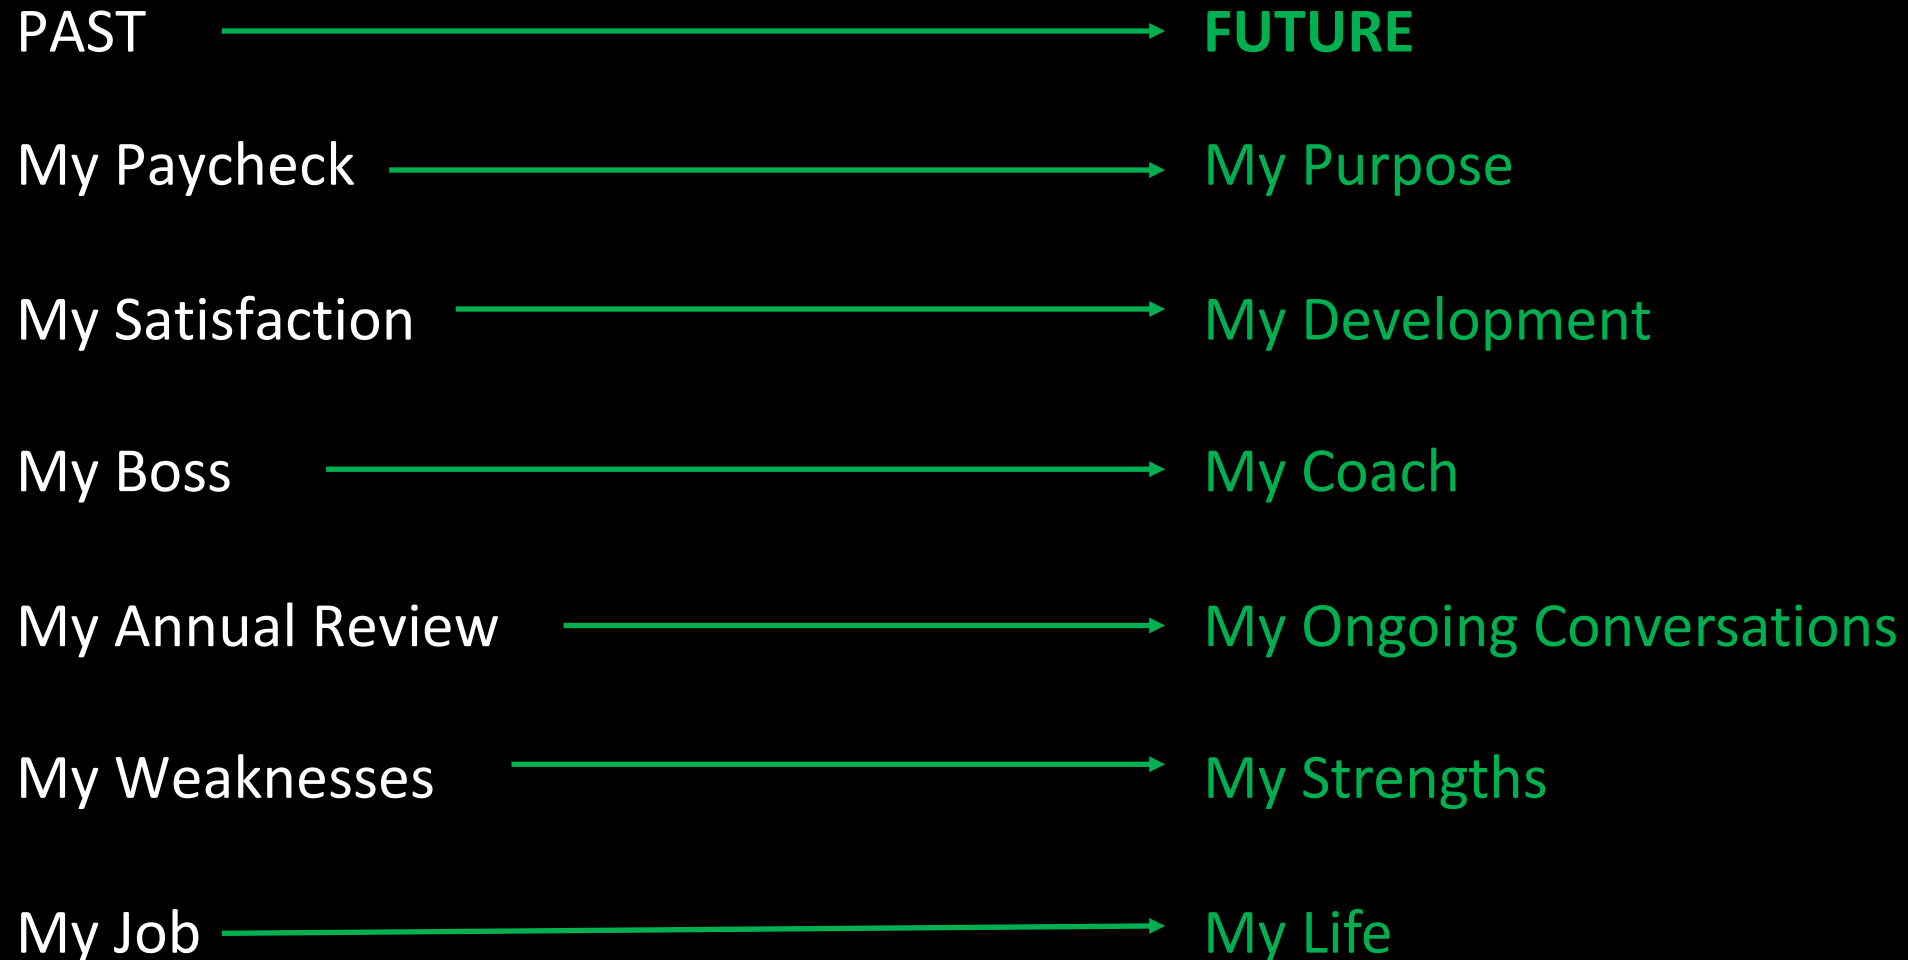 PAST FUTURE
My Paycheck My Purpose
My Satisfaction My Development
My Boss My Coach
My Annual Review My Ongoing Conversations
My Weaknesses My Strengths
My Job My Life